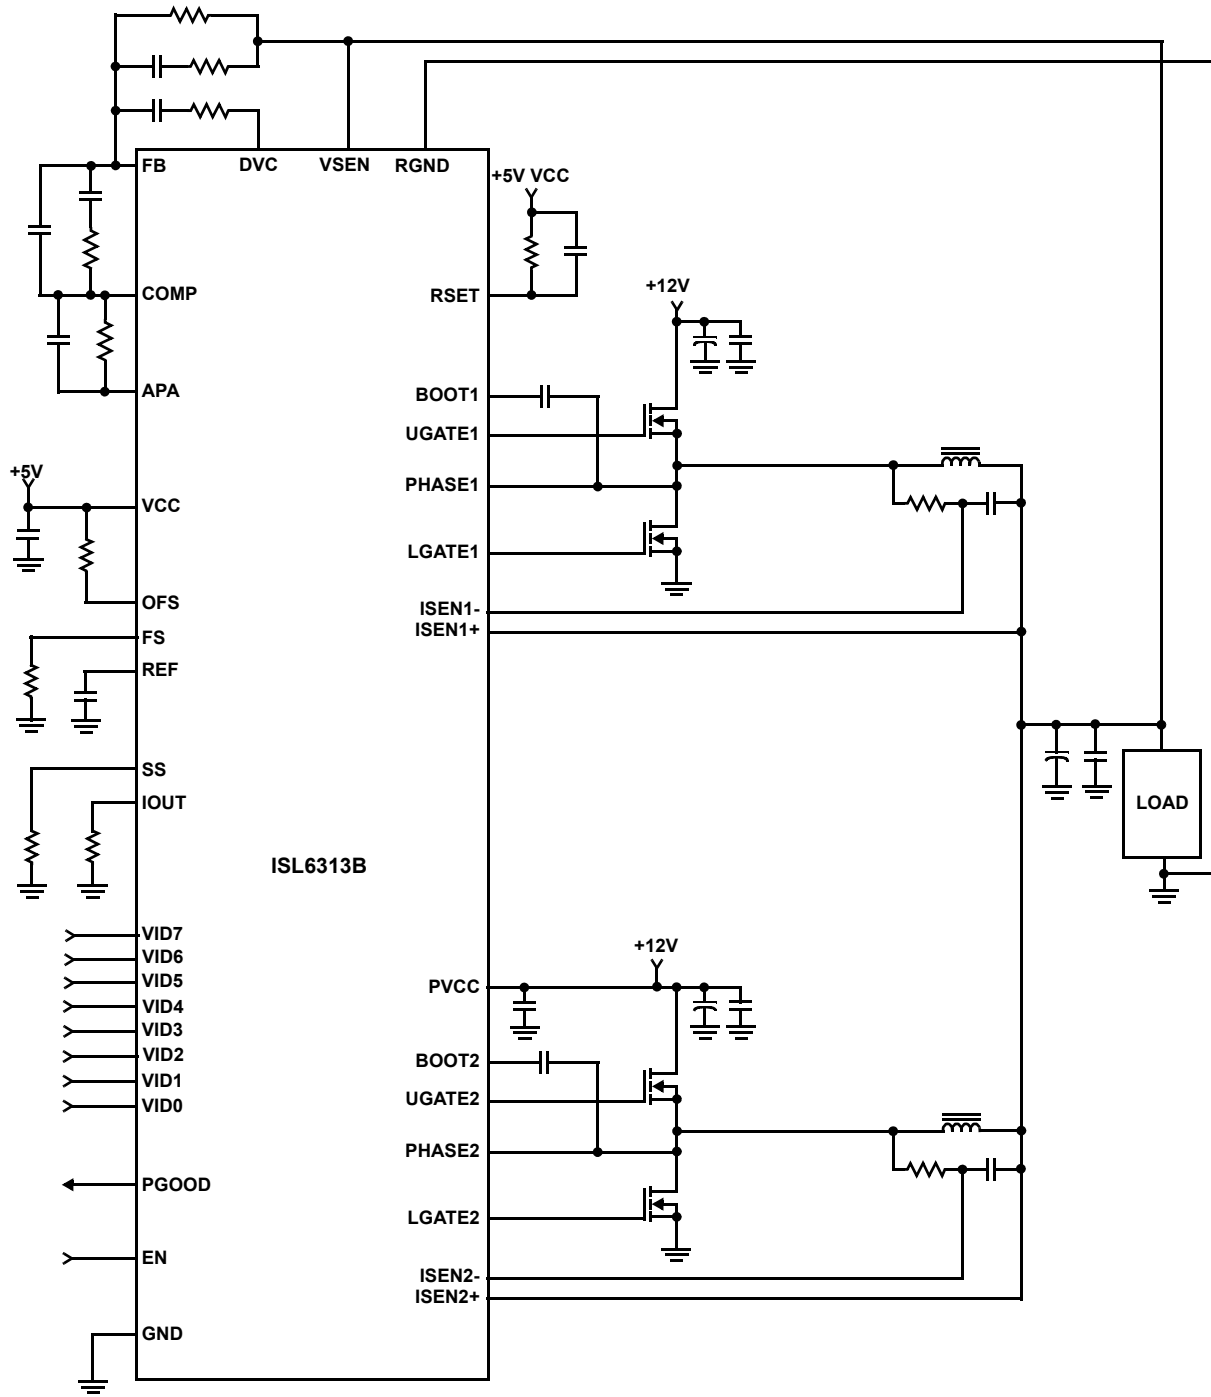 FB
DVC
VSEN
RGND
+5V VCC
COMP
RSET
+12V
APA
BOOT1
UGATE1
+5V
VCC
PHASE1
LGATE1
OFS
ISEN1-
ISEN1+
FS
REF
SS
IOUT
LOAD
ISL6313B
VID7
VID6
VID5
VID4
VID3
VID2
VID1
VID0
+12V
PVCC
BOOT2
UGATE2
PHASE2
PGOOD
LGATE2
EN
ISEN2-
ISEN2+
GND